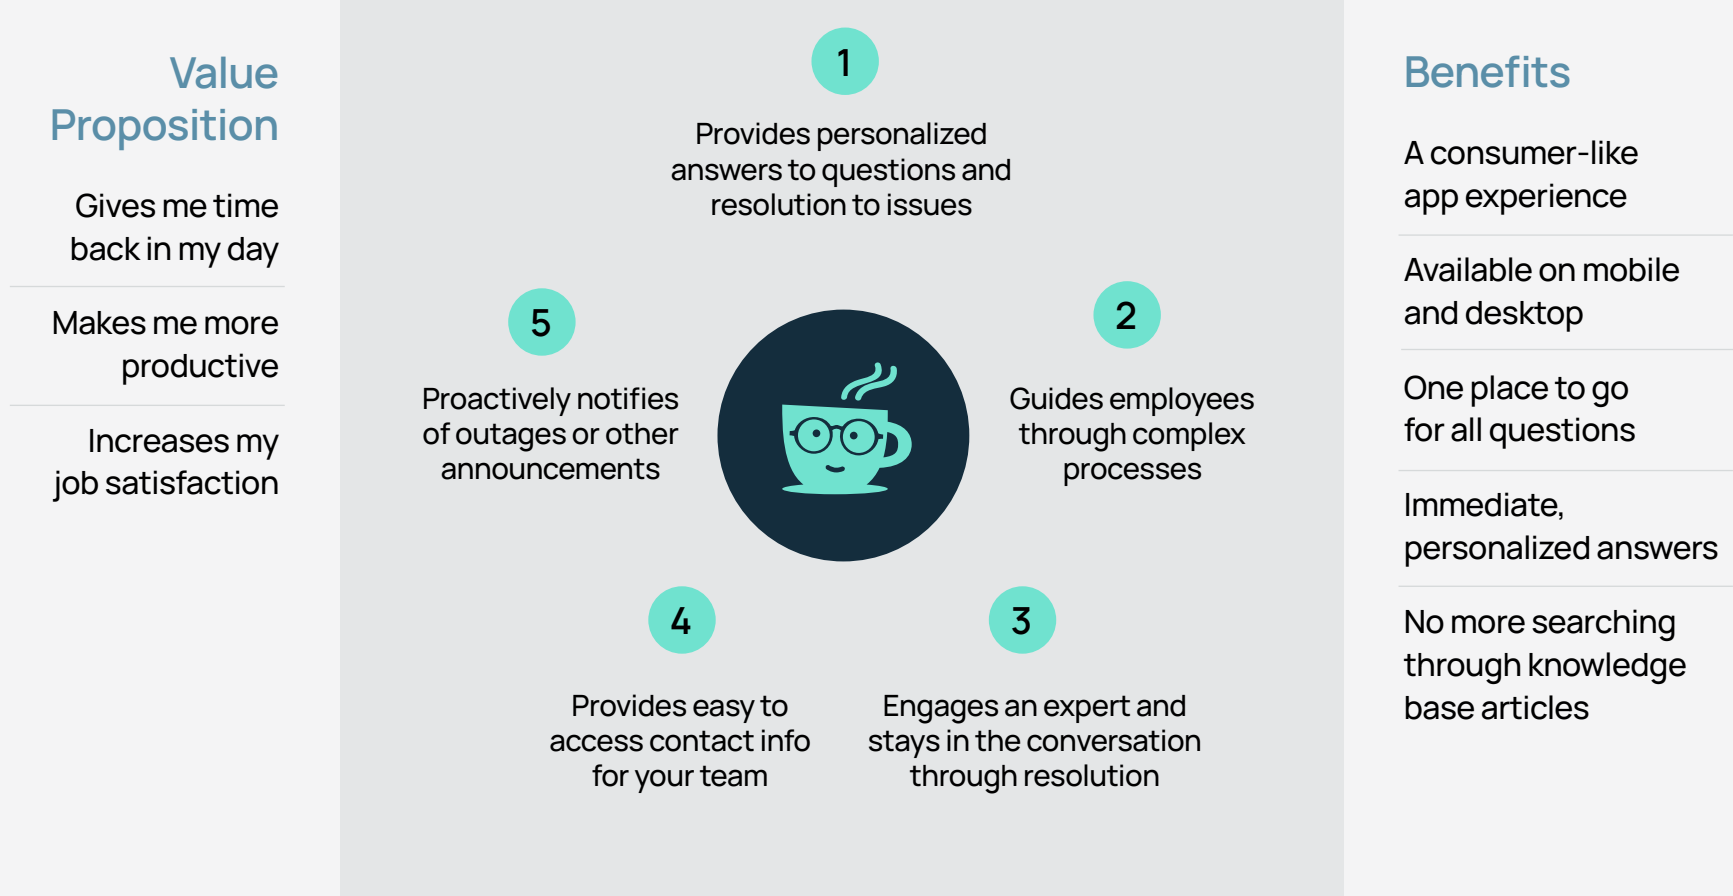 Value
Proposition
Gives me time
back in my day
Makes me more
productive
Increases my
job satisfaction
1
Provides personalized
answers to questions and
resolution to issues
2
Guides employees
through complex
processes
3
Engages an expert and
stays in the conversation
through resolution
4
Provides easy to
access contact info
for your team
5
Proactively notifies
of outages or other
announcements
Benefits
A consumer-like
app experience
Available on mobile
and desktop
One place to go
for all questions
Immediate,
personalized answers
No more searching
through knowledge
base articles